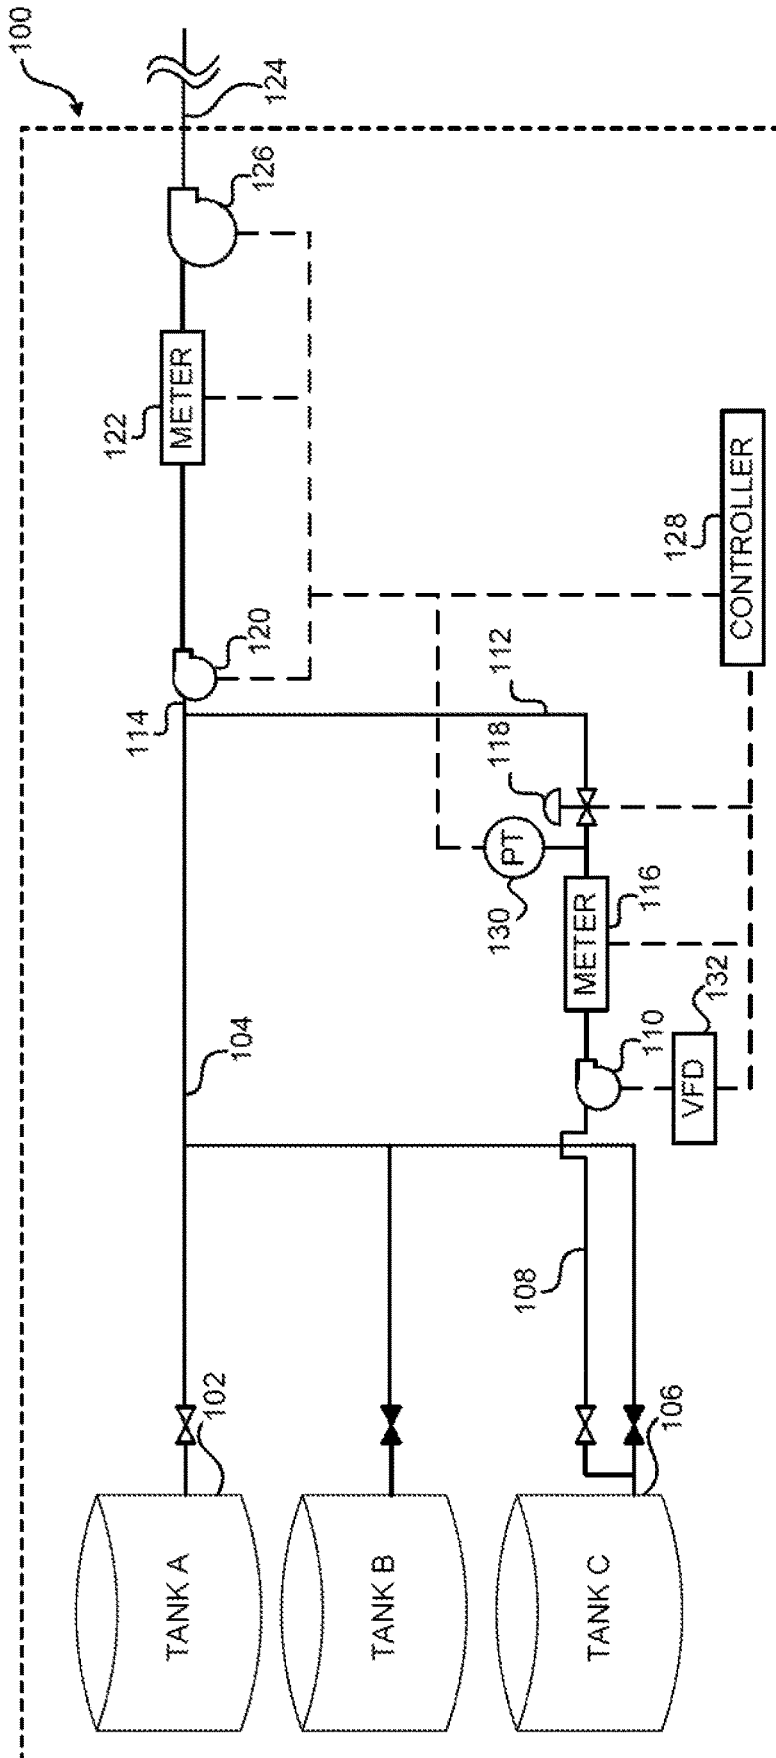 100
124
126
METER
122
120
114
112
118
PT
130
METER
116
CONTROLLER
128
104
110
VFD
132
108
102
106
TANK A
TANK B
TANK C